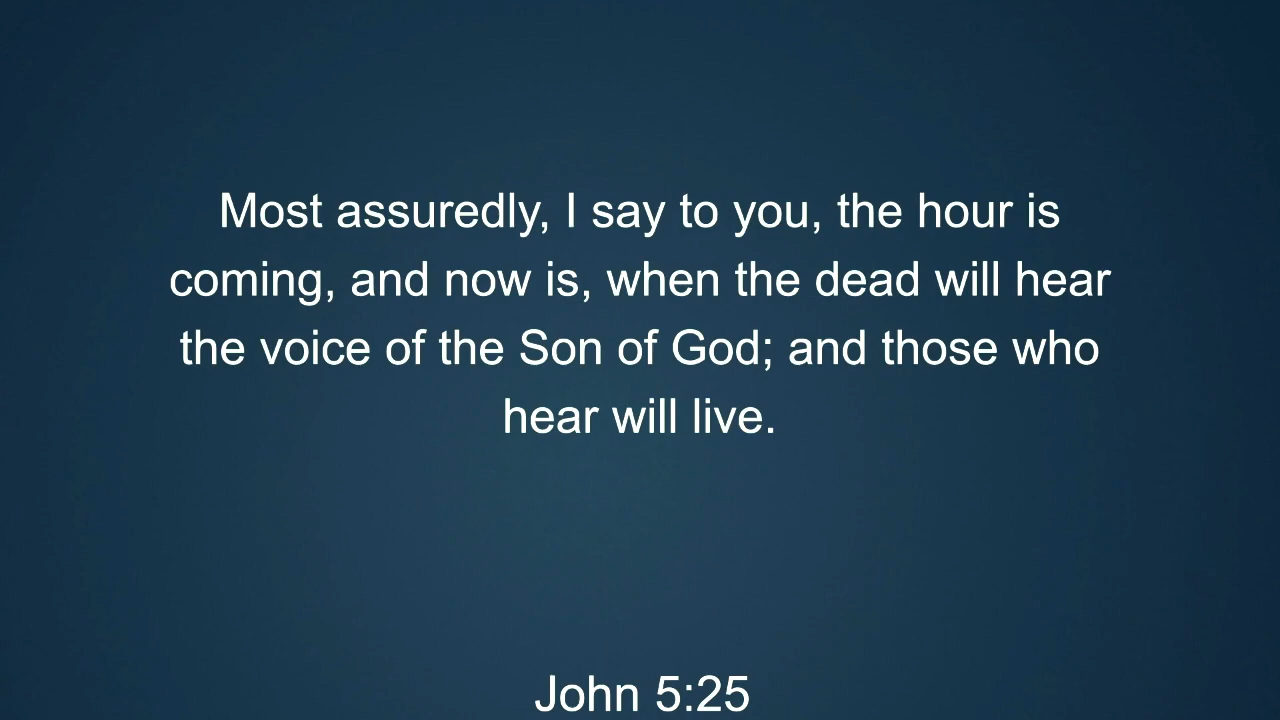 Most assuredly, I say to you, the hour is
coming, and now is, when the dead will hear
the voice of the Son of God; and those who
hear will live.
John 5:25